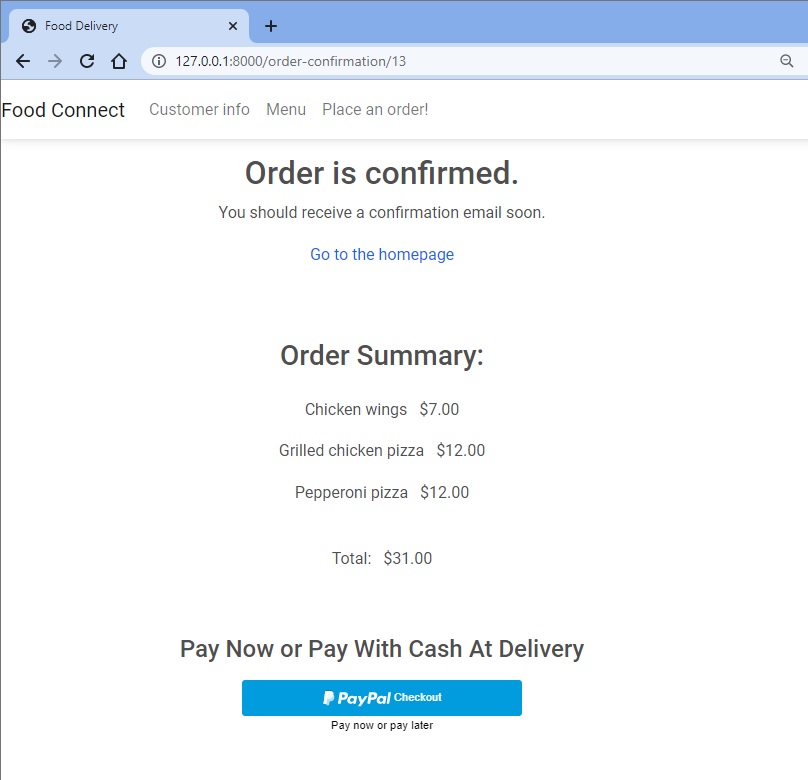 Food Delivery
127.0.0.1:8000/order-confirmation/13
Food Connect Customer info Menu Place an order!
Order is confirmed.
You should receive a confirmation email soon.
Go to the homepage
Order Summary:
Chicken wings $7.00
Grilled chicken pizza $12.00
Pepperoni pizza $12.00
Total: $31.00
Pay Now or Pay With Cash At Delivery
PayPal Checkout
Pay now or pay later